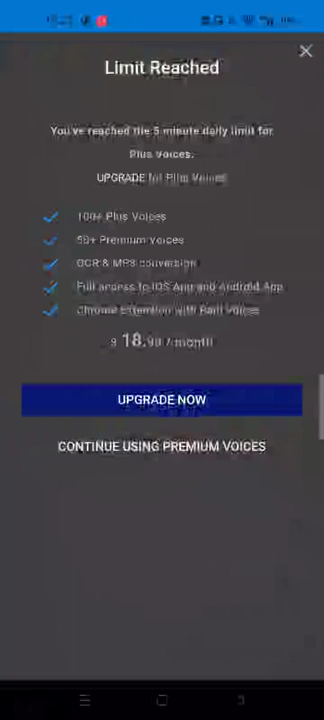 Limit Reached
You've reached the 5 minute daily limit for
Plus Voices.
UPGRADE for Plus Voices
100+ Plus Voices
50+ Premium Voices
OCR & MP3 conversion
Full access to iOS App and Android App
Chrome Extension with Paid Voices
$ 18.99 / month
UPGRADE NOW
CONTINUE USING PREMIUM VOICES